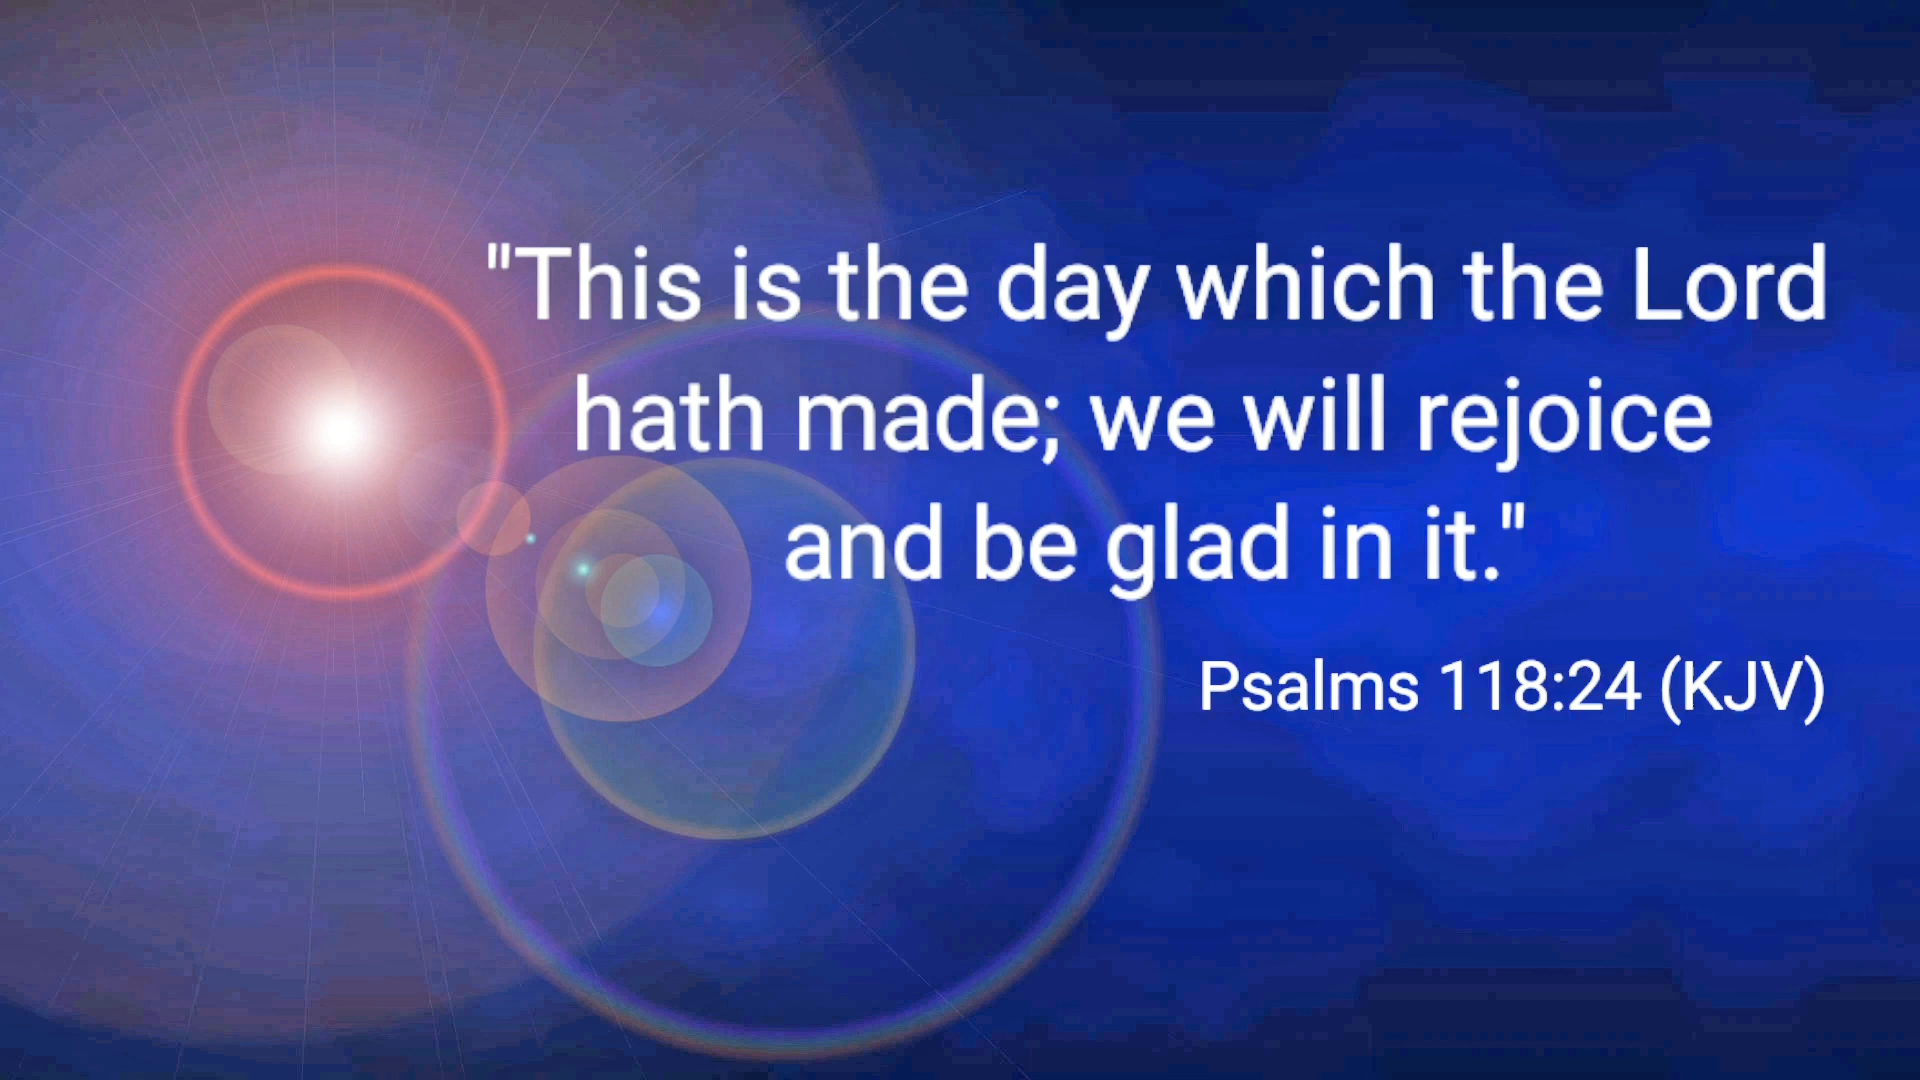 "This is the day which the Lord
hath made; we will rejoice
and be glad in it."
Psalms 118:24 (KJV)